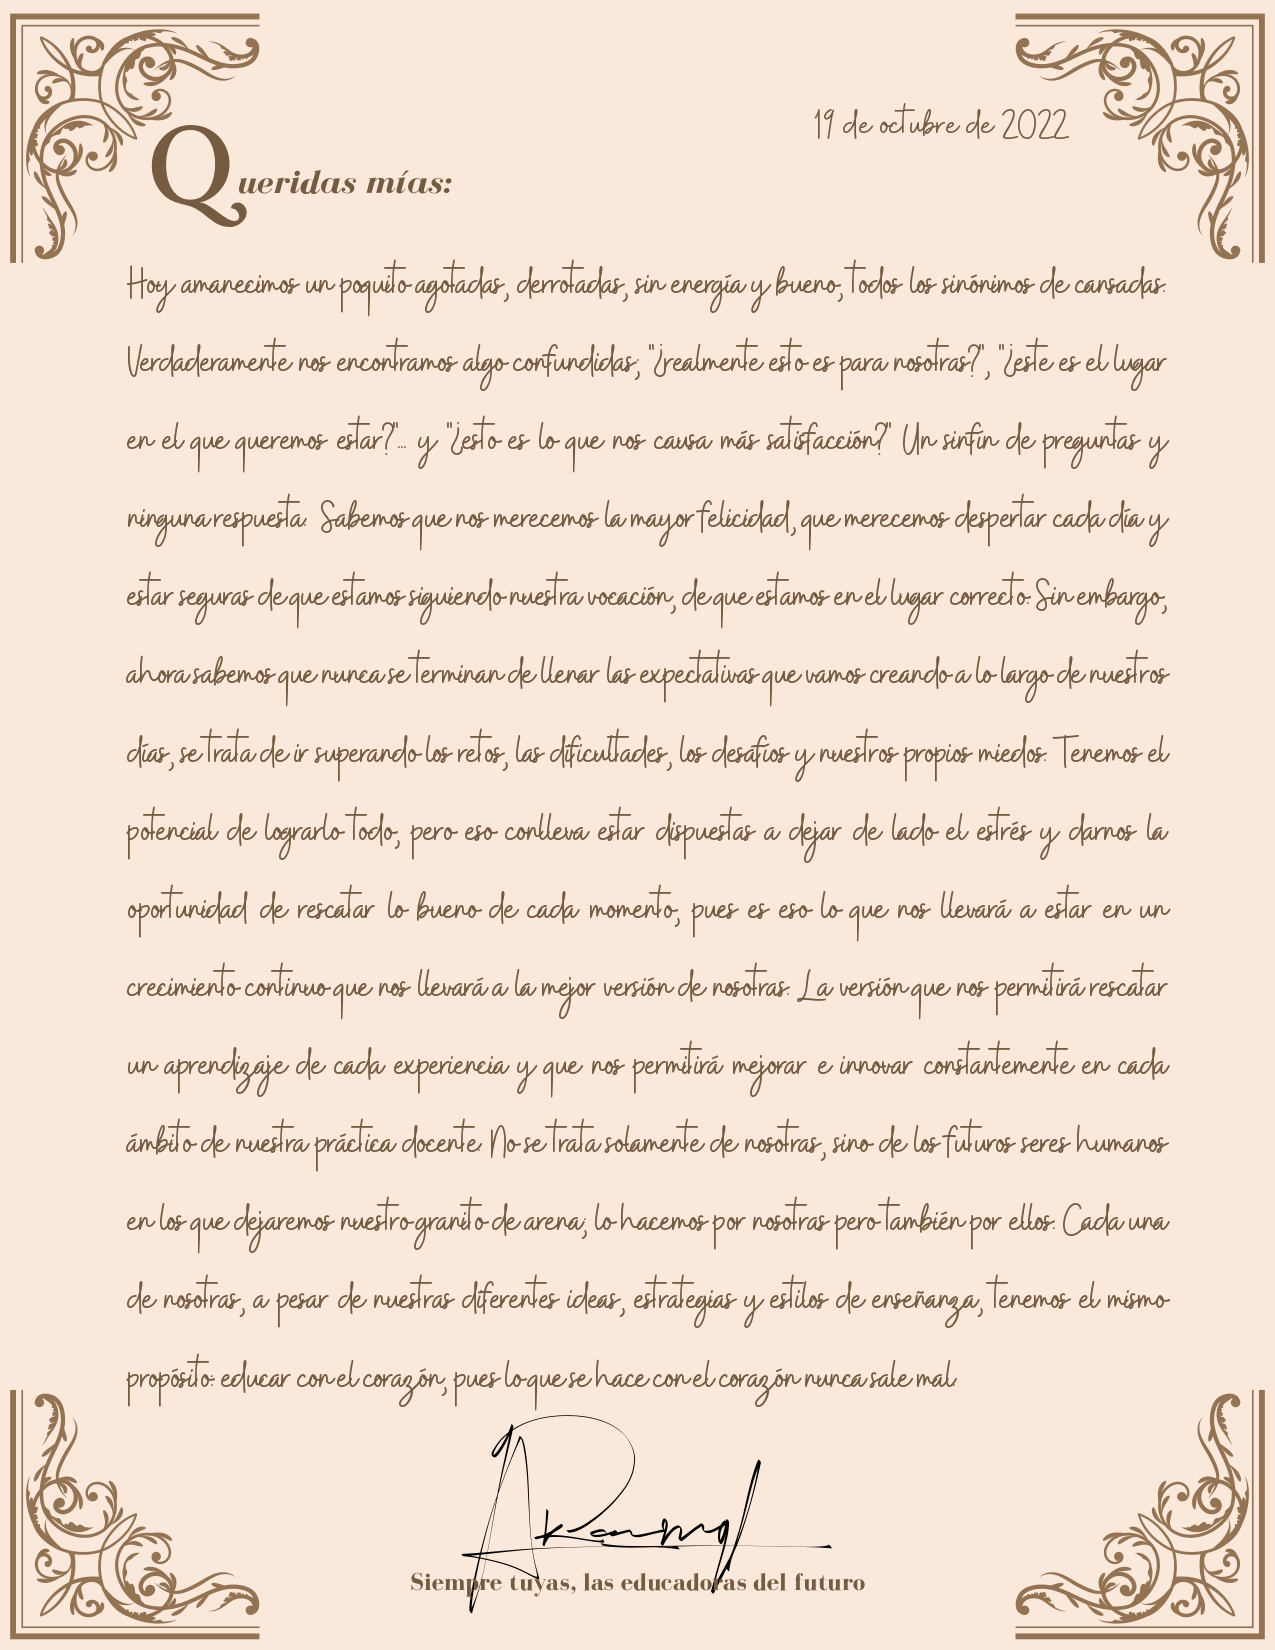 19 de octubre de 2022
Queridas mías:
Hoy amanecimos un poquito agotadas, derrotadas, sin energía y bueno, todos los sinónimos de cansadas.
Verdaderamente nos encontramos algo confundidas; "¿realmente esto es para nosotras?", "¿este es el lugar
en el que queremos estar?"... y "¿esto es lo que nos causa más satisfacción?" Un sinfín de preguntas y
ninguna respuesta. Sabemos que nos merecemos la mayor felicidad, que merecemos despertar cada día y
estar seguras de que estamos siguiendo nuestra vocación, de que estamos en el lugar correcto. Sin embargo,
ahora sabemos que nunca se terminan de llenar las expectativas que vamos creando a lo largo de nuestros
días, se trata de ir superando los retos, las dificultades, los desafíos y nuestros propios miedos. Tenemos el
potencial de lograrlo todo, pero eso conlleva estar dispuestas a dejar de lado el estrés y darnos la
oportunidad de rescatar lo bueno de cada momento, pues es eso lo que nos llevará a estar en un
crecimiento continuo que nos llevará a la mejor versión de nosotras. La versión que nos permitirá rescatar
un aprendizaje de cada experiencia y que nos permitirá mejorar e innovar constantemente en cada
ámbito de nuestra práctica docente. No se trata solamente de nosotras, sino de los futuros seres humanos
en los que dejaremos nuestro granito de arena; lo hacemos por nosotras pero también por ellos. Cada una
de nosotras, a pesar de nuestras diferentes ideas, estrategias y estilos de enseñanza, tenemos el mismo
propósito: educar con el corazón, pues lo que se hace con el corazón nunca sale mal.
Siempre tuyas, las educadoras del futuro